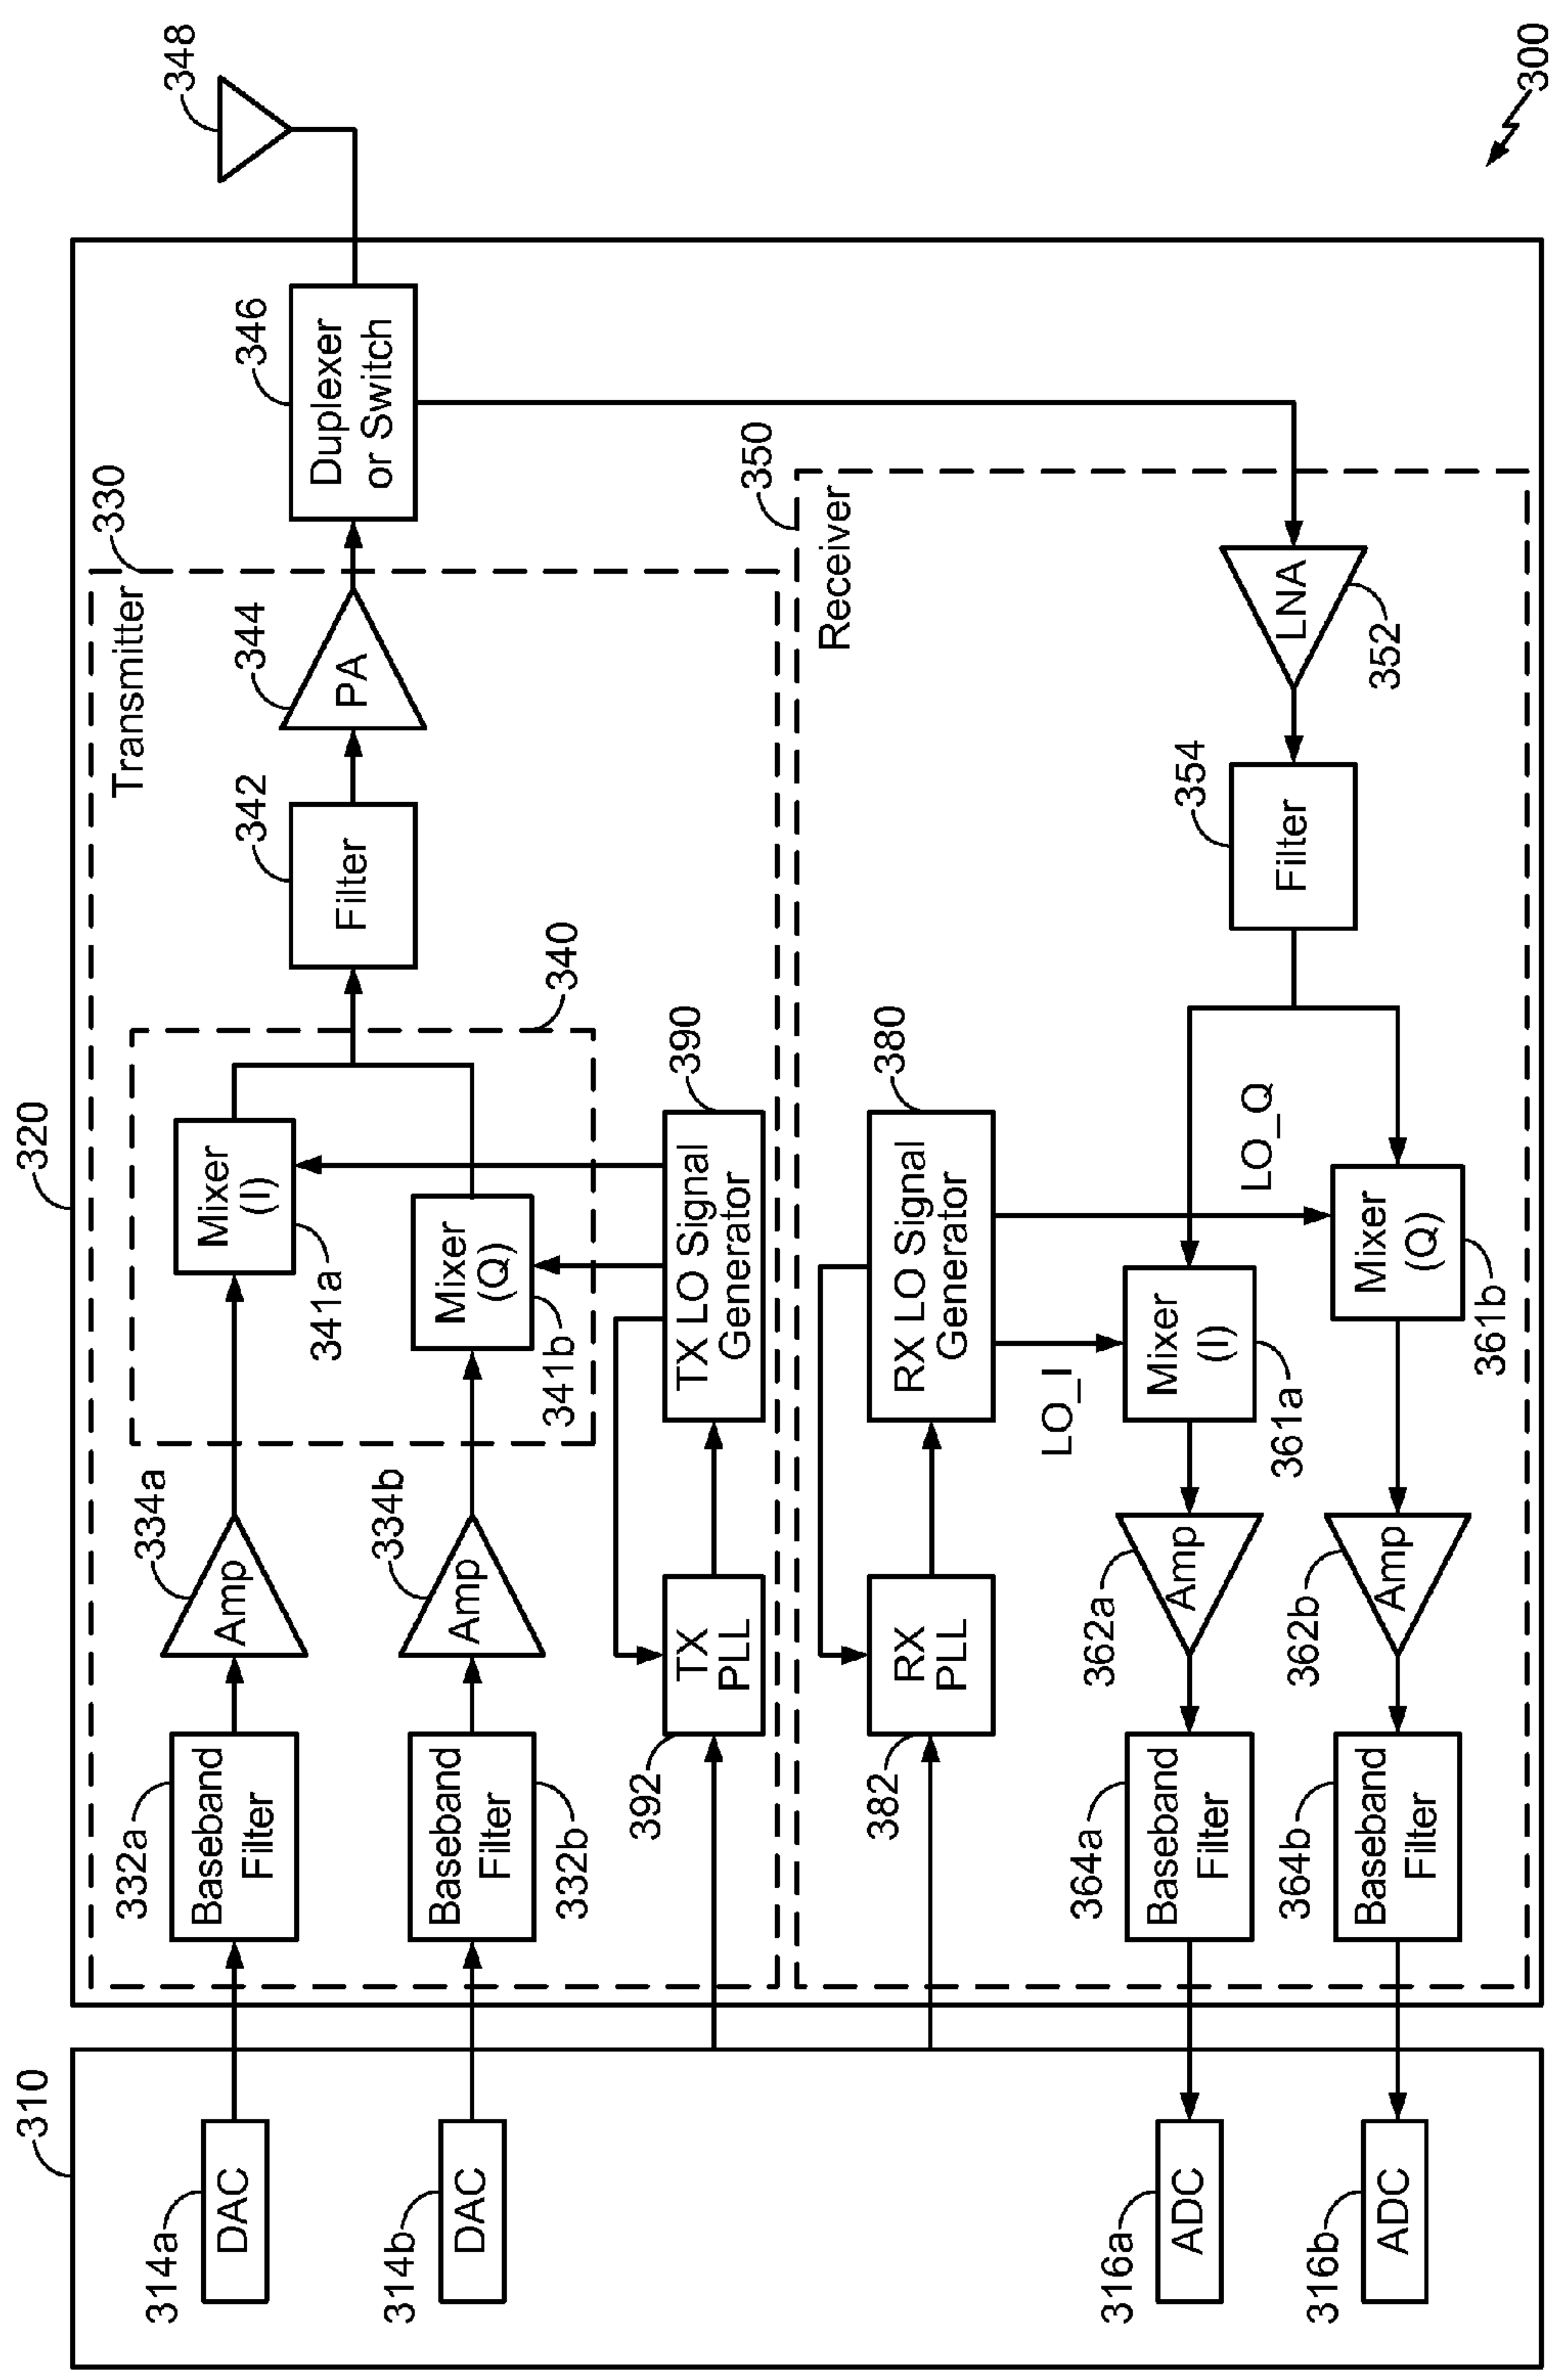 310
320
330
Transmitter
348
346
Duplexer
or Switch
314a
DAC
332a
Baseband
Filter
334a
Amp
Mixer
(I)
341a
342
Filter
344
PA
340
314b
DAC
Baseband
Filter
332b
334b
Amp
Mixer
(Q)
341b
392
TX
PLL
390
TX LO Signal
Generator
350
Receiver
382
RX
PLL
380
RX LO Signal
Generator
LO_I
LO_Q
316a
ADC
364a
Baseband
Filter
362a
Amp
Mixer
(I)
361a
354
Filter
LNA
352
316b
ADC
364b
Baseband
Filter
362b
Amp
Mixer
(Q)
361b
300